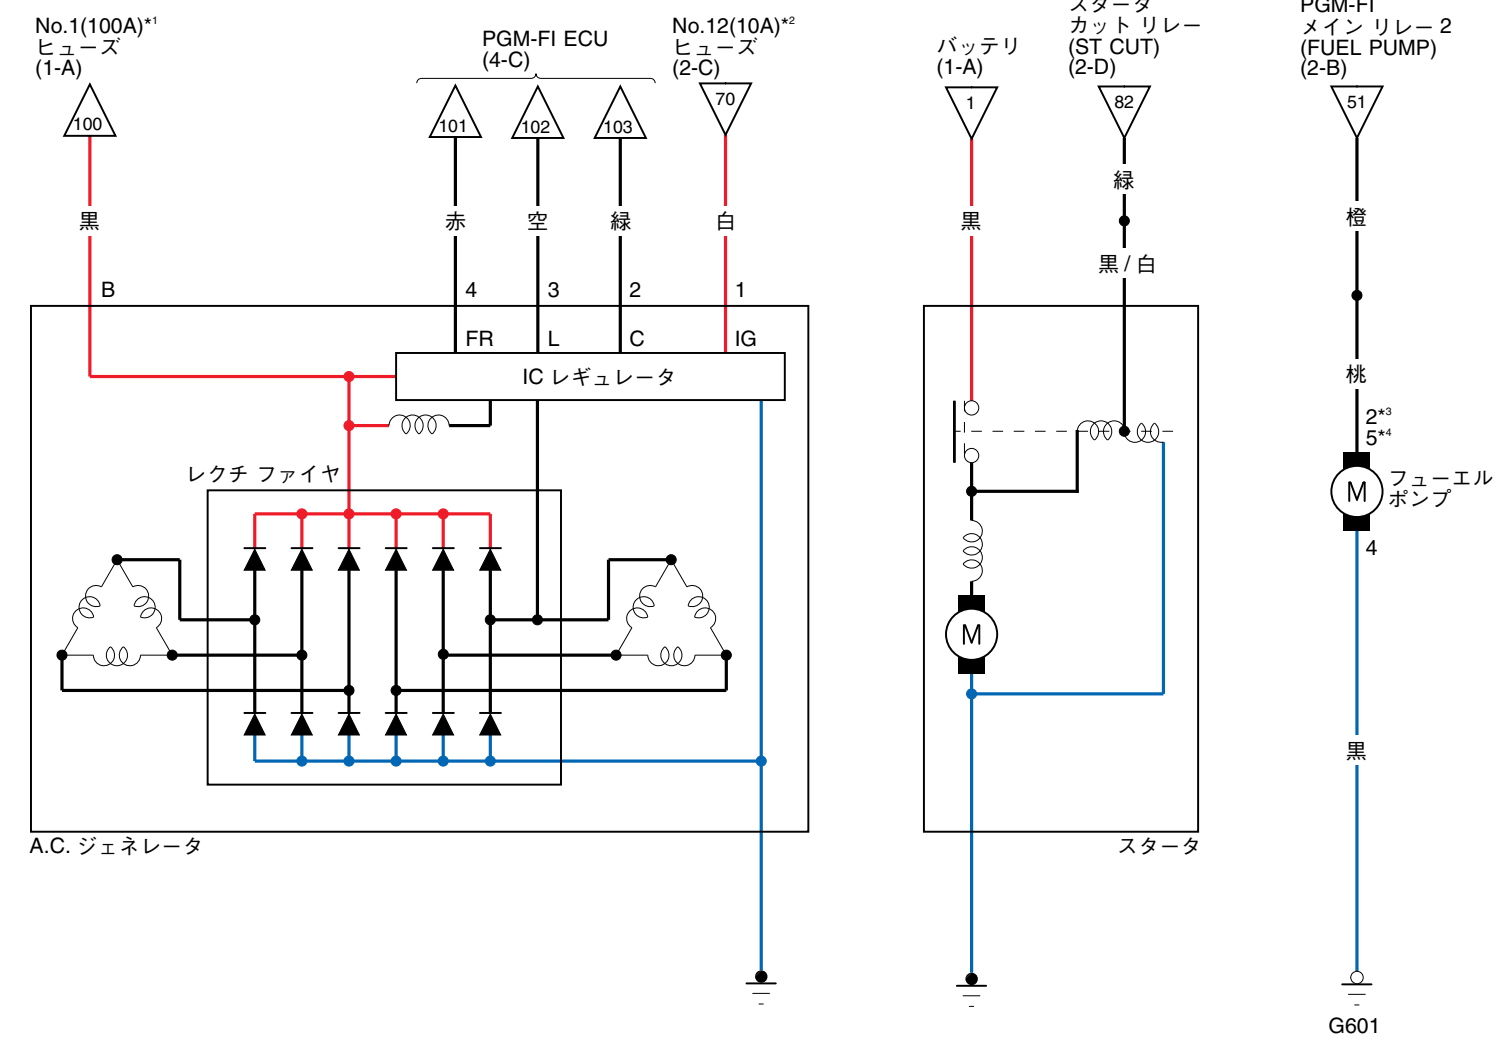 No.1(100A)*1
ヒューズ
(1-A)
100
黒
B
PGM-FI ECU
(4-C)
101
102
103
赤
空
緑
4
3
2
FR
L
C
No.12(10A)*2
ヒューズ
(2-C)
70
白
1
IG
IC レギュレータ
レクチ ファイヤ
A.C. ジェネレータ
バッテリ
(1-A)
1
黒
スタータ
カット リレー
(ST CUT)
(2-D)
82
緑
黒 / 白
M
スタータ
PGM-FI
メイン リレー 2
(FUEL PUMP)
(2-B)
51
橙
桃
2*3
5*4
M
フューエル
ポンプ
4
黒
G601